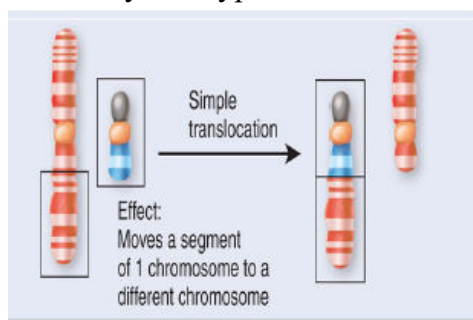 Simple
translocation
Effect:
Moves a segment
of 1 chromosome to a
different chromosome